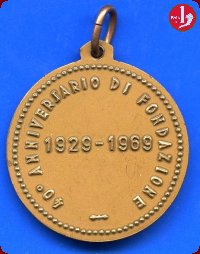 40° ANNIVERSARIO DI FONDAZIONE
1929-1969